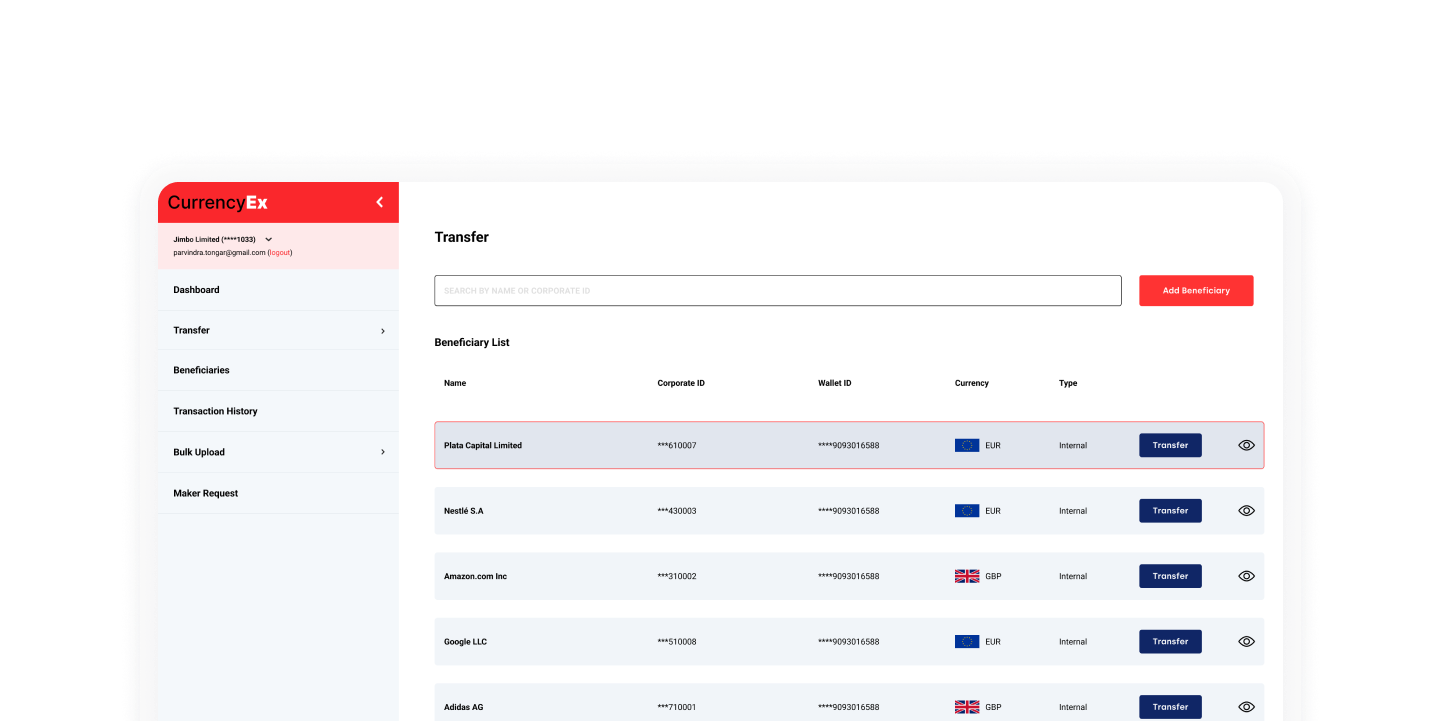 CurrencyEx
Jimbo Limited (****1033)
parvindra.tongar@gmail.com (logout)
Dashboard
Transfer
Beneficiaries
Transaction History
Bulk Upload
Maker Request
Transfer
SEARCH BY NAME OR CORPORATE ID
Add Beneficiary
Beneficiary List
Name Corporate ID Wallet ID Currency Type
Plata Capital Limited ***610007 ****9093016588 EUR Internal Transfer
Nestlé S.A ***430003 ****9093016588 EUR Internal Transfer
Amazon.com Inc ***310002 ****9093016588 GBP Internal Transfer
Google LLC ***510008 ****9093016588 EUR Internal Transfer
Adidas AG ***710001 ****9093016588 GBP Internal Transfer